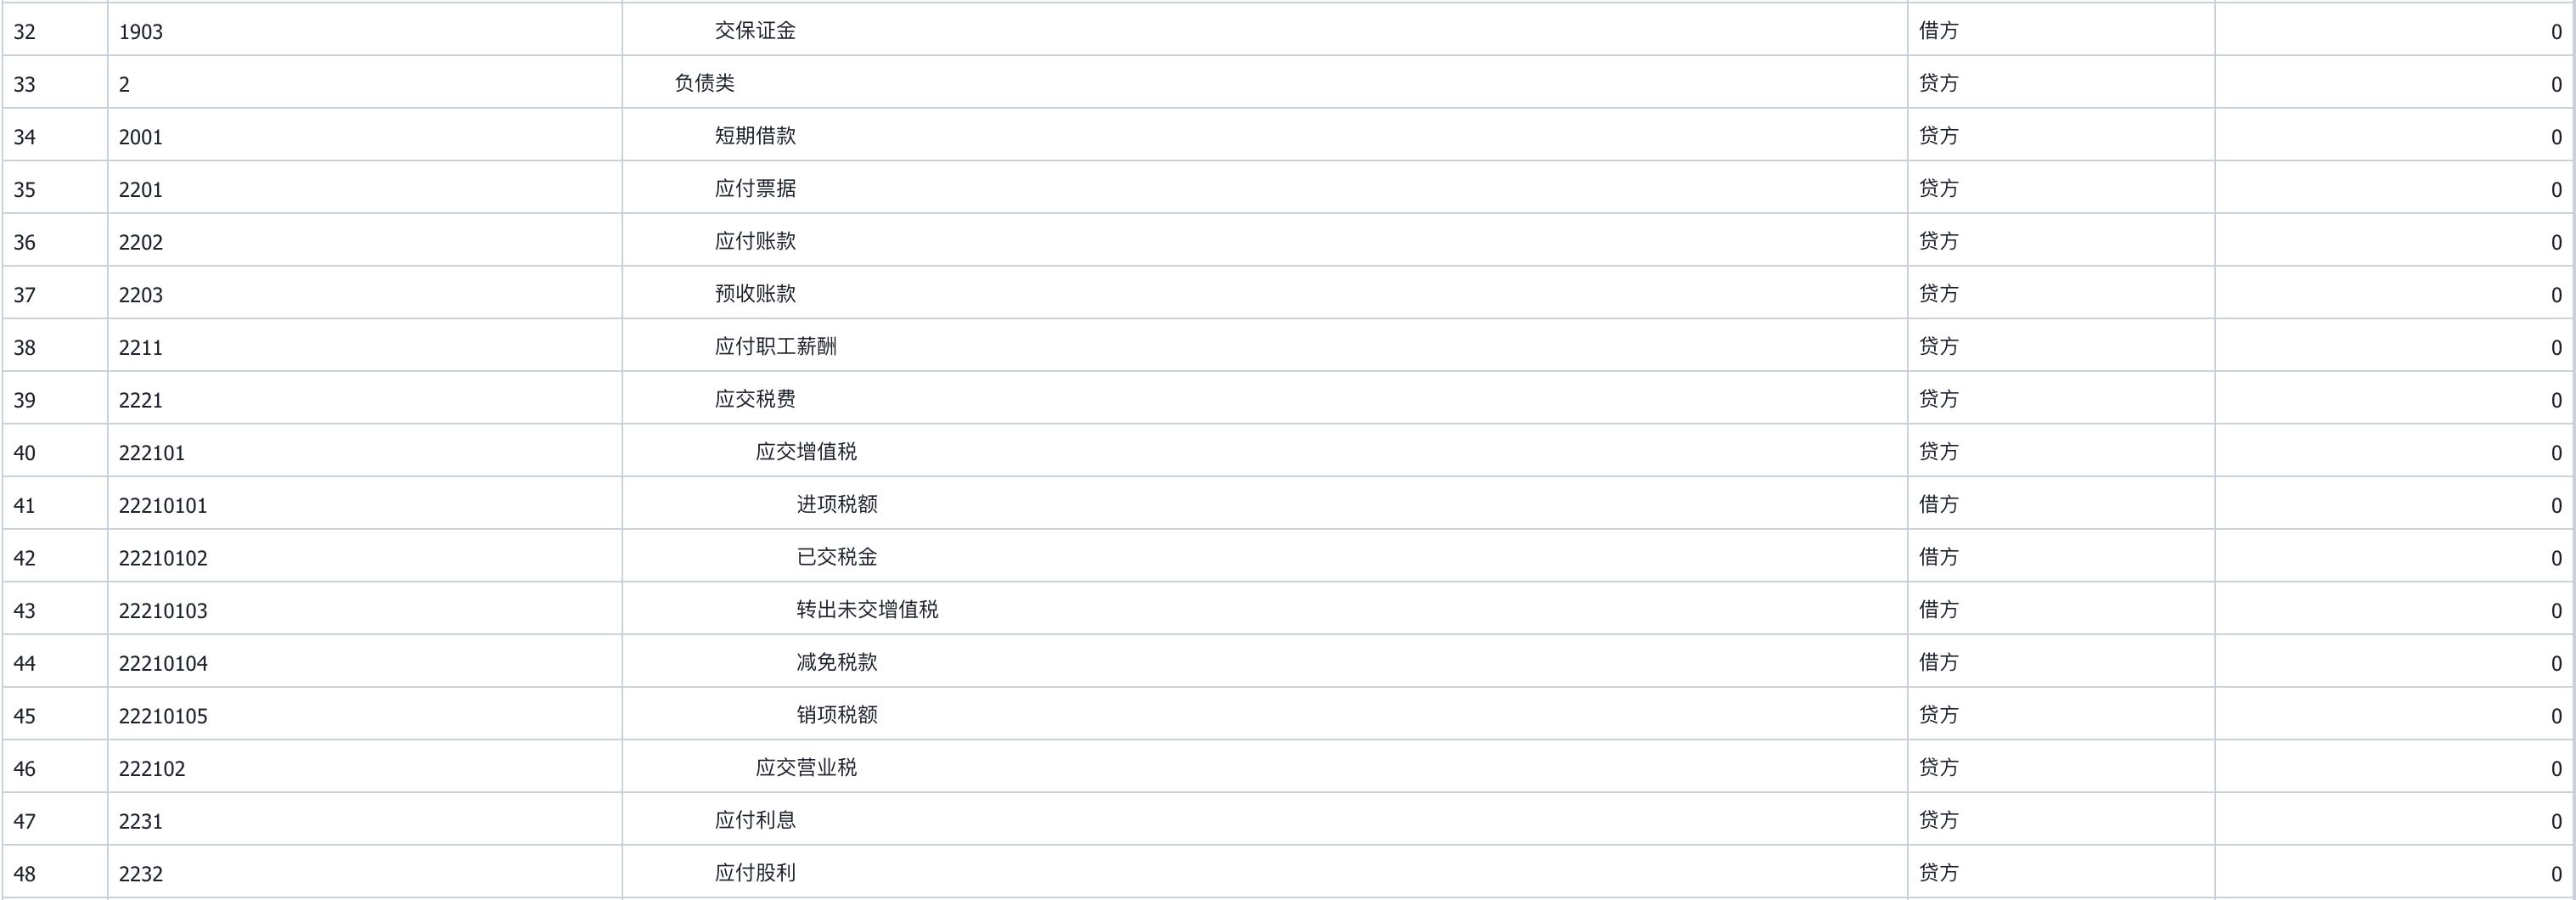 32 1903 交保证金 借方 0
33 2 负债类 贷方 0
34 2001 短期借款 贷方 0
35 2201 应付票据 贷方 0
36 2202 应付账款 贷方 0
37 2203 预收账款 贷方 0
38 2211 应付职工薪酬 贷方 0
39 2221 应交税费 贷方 0
40 222101 应交增值税 贷方 0
41 22210101 进项税额 借方 0
42 22210102 已交税金 借方 0
43 22210103 转出未交增值税 借方 0
44 22210104 减免税款 借方 0
45 22210105 销项税额 贷方 0
46 222102 应交营业税 贷方 0
47 2231 应付利息 贷方 0
48 2232 应付股利 贷方 0